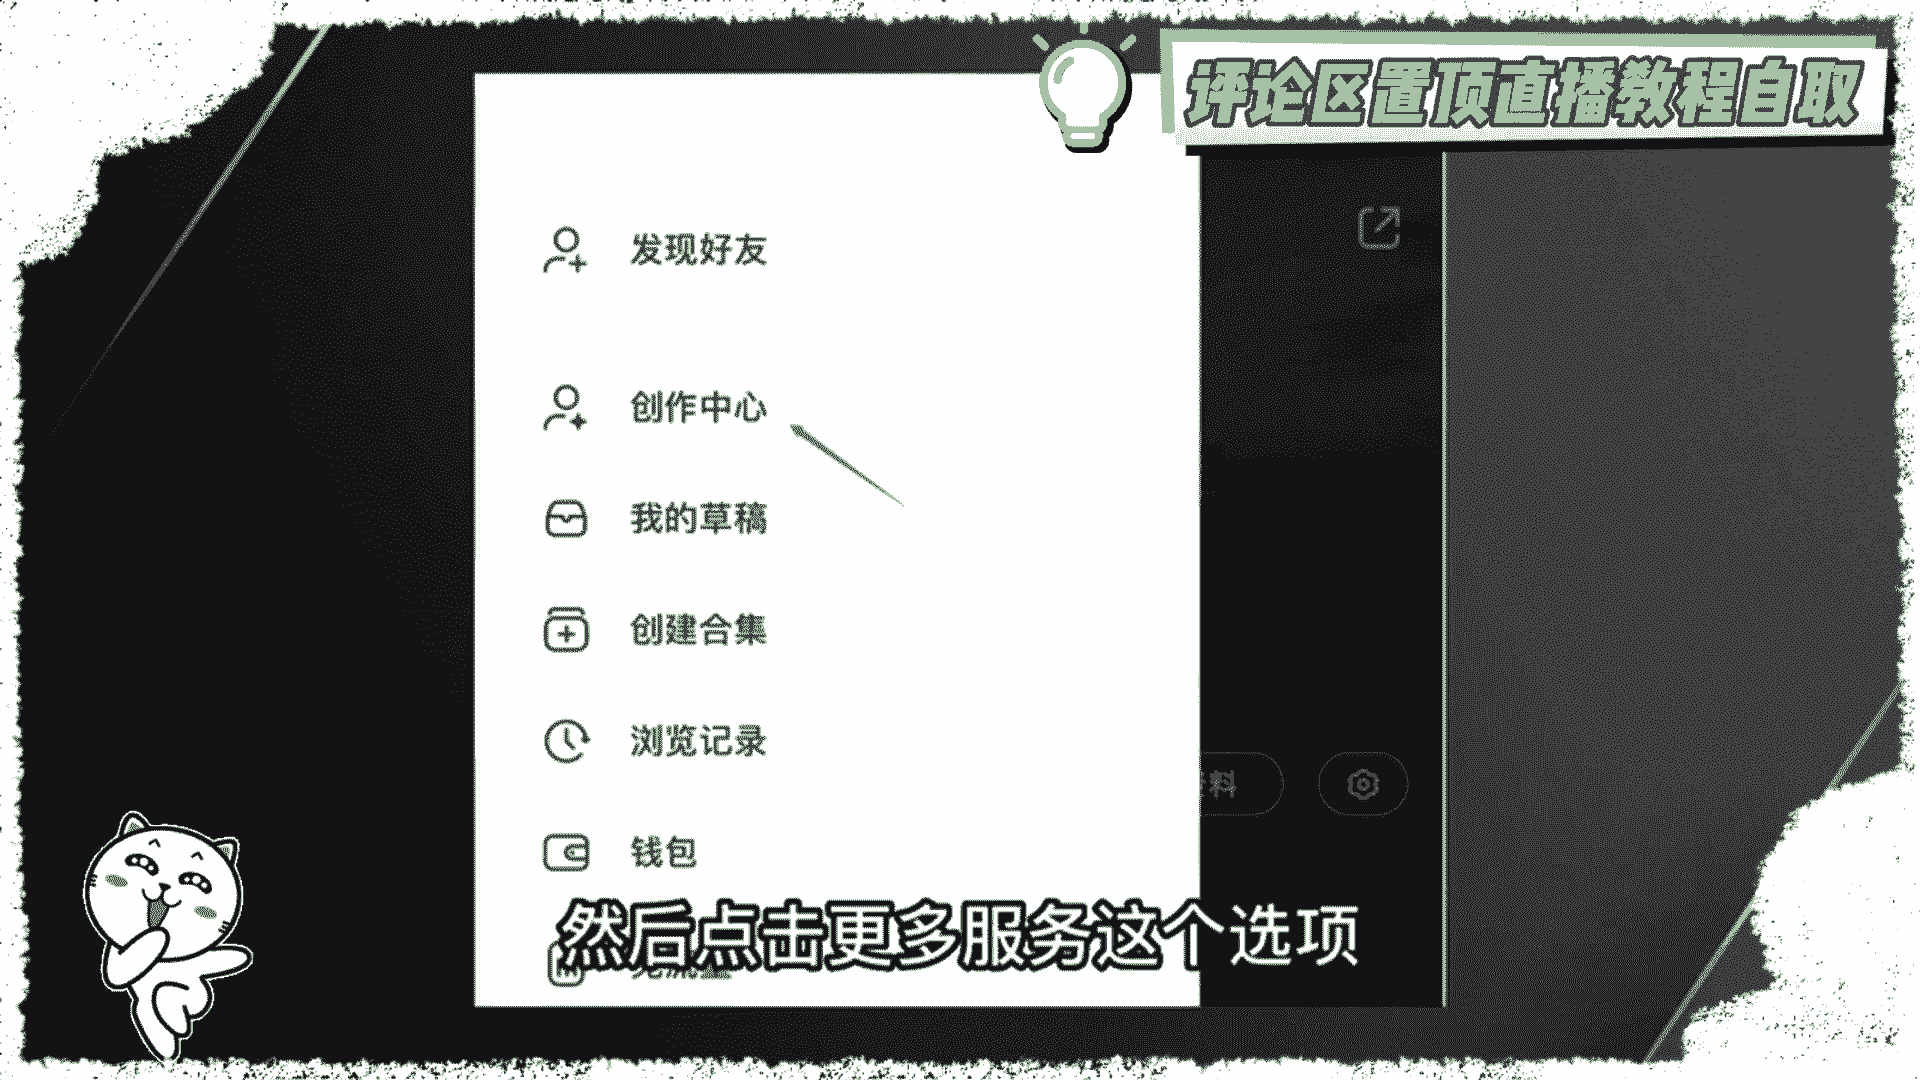 评论区置顶直播教程自取
发现好友
创作中心
我的草稿
创建合集
浏览记录
料
钱包
然后点击更多服务这个选项